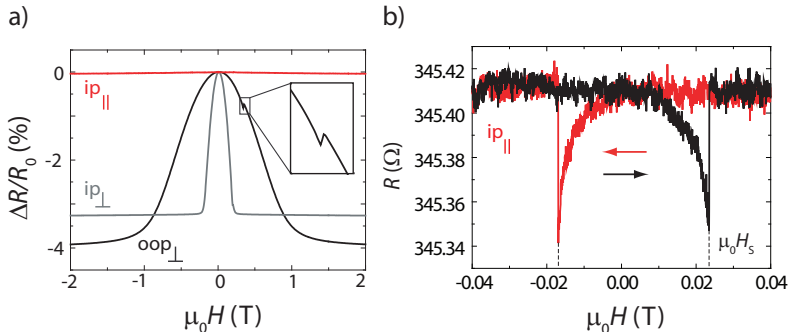 a)
ΔR/R₀ (%)
0
-2
-4
ip||
ip⊥
oop⊥
-2
-1
0
1
2
μ₀H (T)
b)
R (Ω)
345.42
345.40
345.38
345.36
345.34
ip||
μ₀Hₛ
-0.04
-0.02
0.00
0.02
0.04
μ₀H (T)